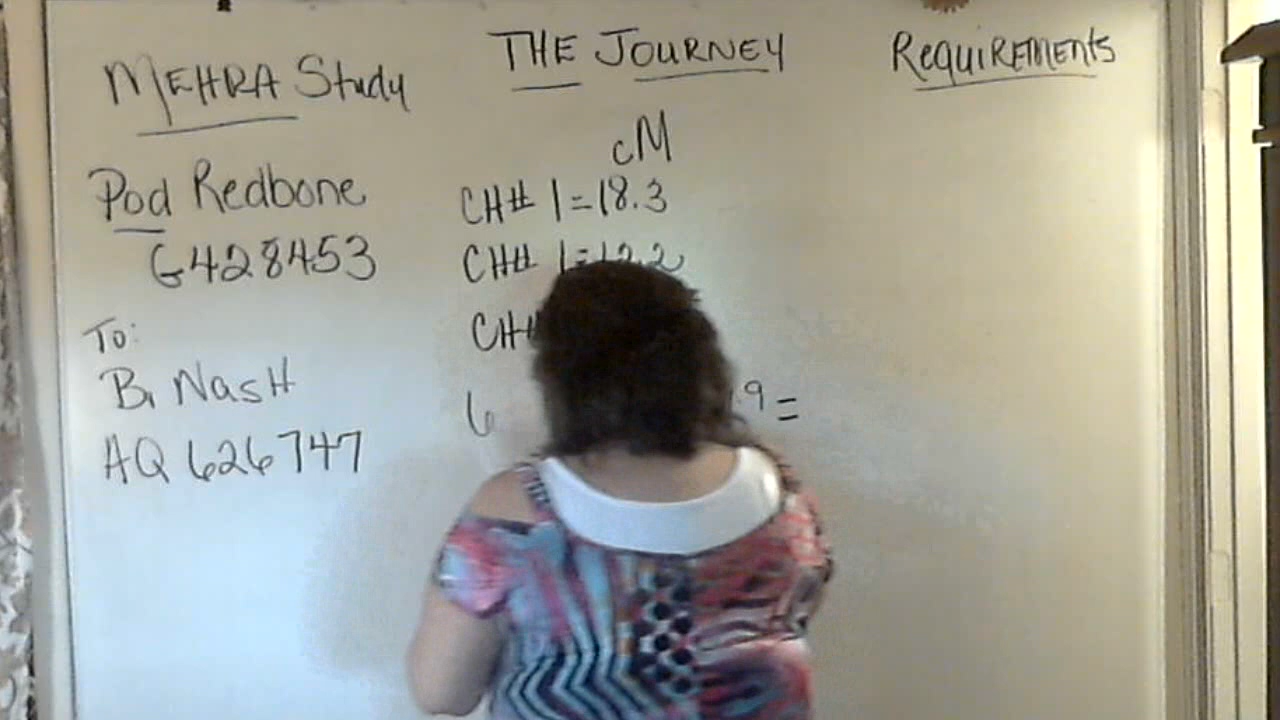 MEHRA Study
Pod Redbone
G428453
To:
B. NasH
AQ 626747
THE JOURNEY
cM
CH# 1=18.3
CH# 1=12.2
CH#
6 .9 =
RequIREMENts